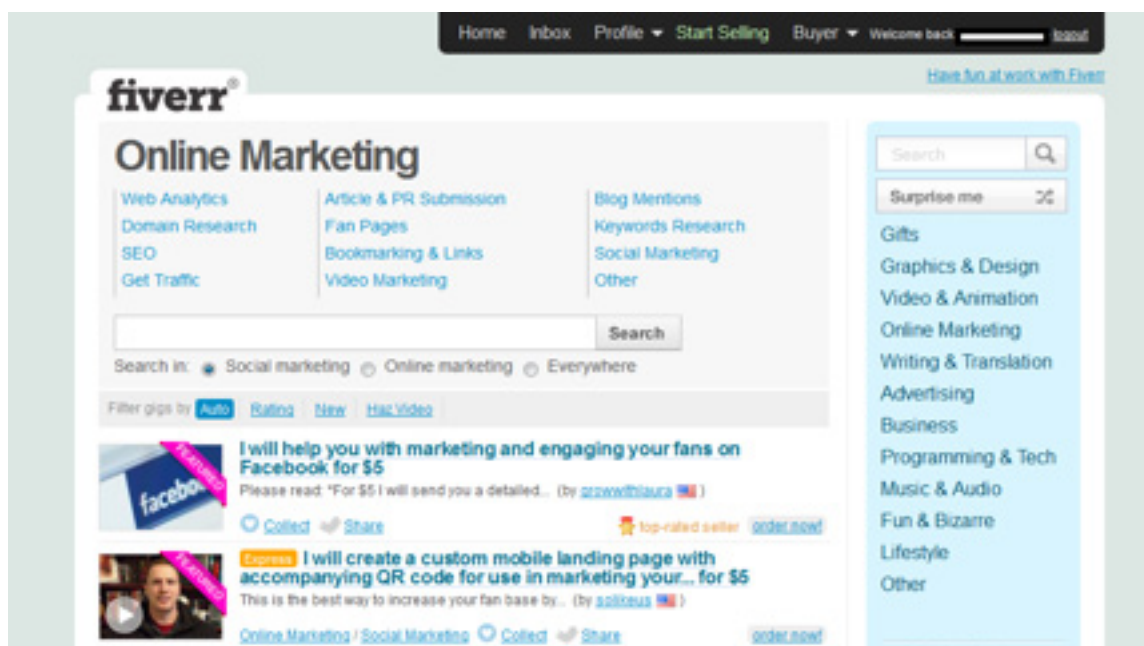 Home Inbox Profile Start Selling Buyer Welcome back logout
Have fun at work with Fiverr
fiverr®
Online Marketing
Web Analytics Article & PR Submission Blog Mentions
Domain Research Fan Pages Keywords Research
SEO Bookmarking & Links Social Marketing
Get Traffic Video Marketing Other
Search
Search in: Social marketing Online marketing Everywhere
Filter gigs by Auto Rating New Haz Video
FEATURED
facebo
I will help you with marketing and engaging your fans on
Facebook for $5
Please read: "For $5 I will send you a detailed... (by growwithlaura )
Collect Share top-rated seller order now!
FEATURED
Express I will create a custom mobile landing page with
accompanying QR code for use in marketing your... for $5
This is the best way to increase your fan base by... (by solikeus )
Online Marketing / Social Marketing Collect Share order now!
Search
Surprise me
Gifts
Graphics & Design
Video & Animation
Online Marketing
Writing & Translation
Advertising
Business
Programming & Tech
Music & Audio
Fun & Bizarre
Lifestyle
Other